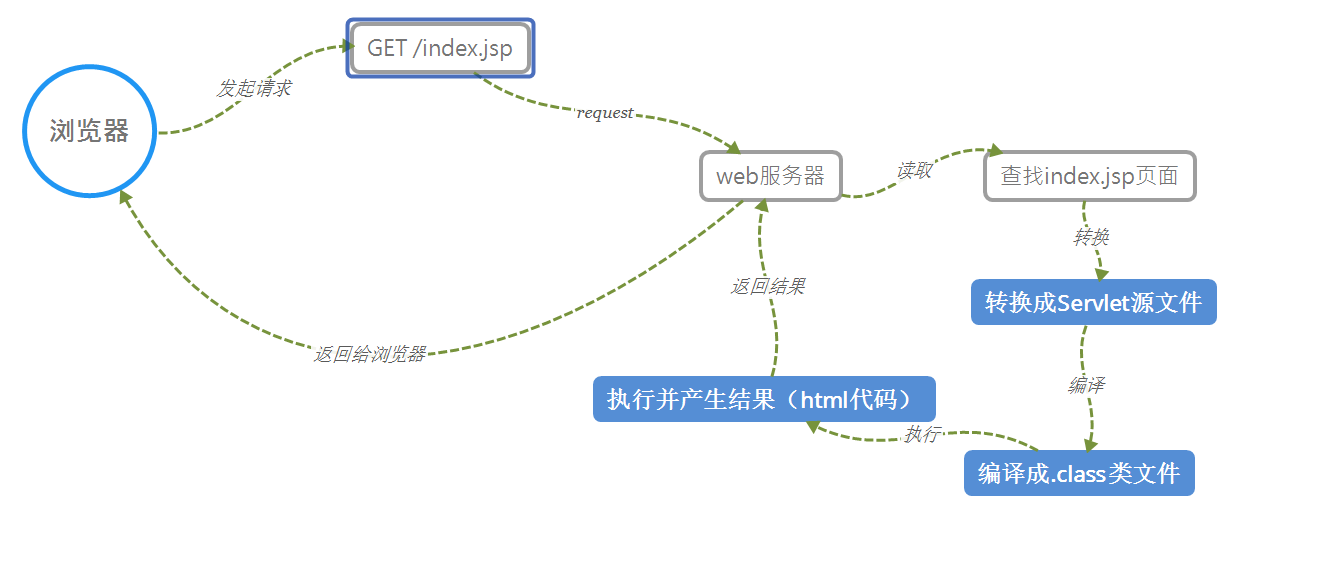 GET /index.jsp
发起请求
浏览器
request
web服务器
读取
查找index.jsp页面
转换
转换成Servlet源文件
返回结果
返回给浏览器
编译
执行并产生结果（html代码）
执行
编译成.class类文件